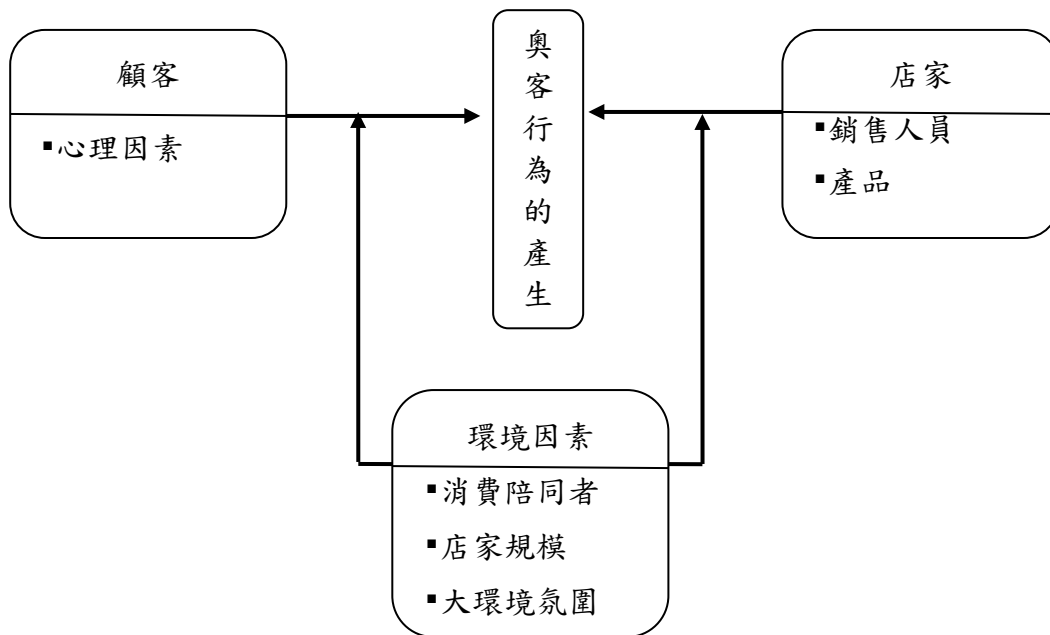 顧客
▪心理因素
奧客行為的產生
店家
▪銷售人員
▪產品
環境因素
▪消費陪同者
▪店家規模
▪大環境氛圍